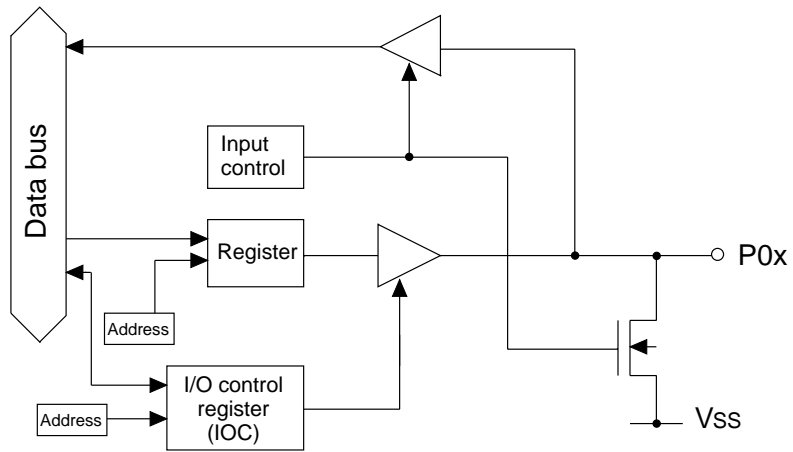 Data bus
Input
control
Register
P0x
Address
I/O control
register
(IOC)
Address
VSS